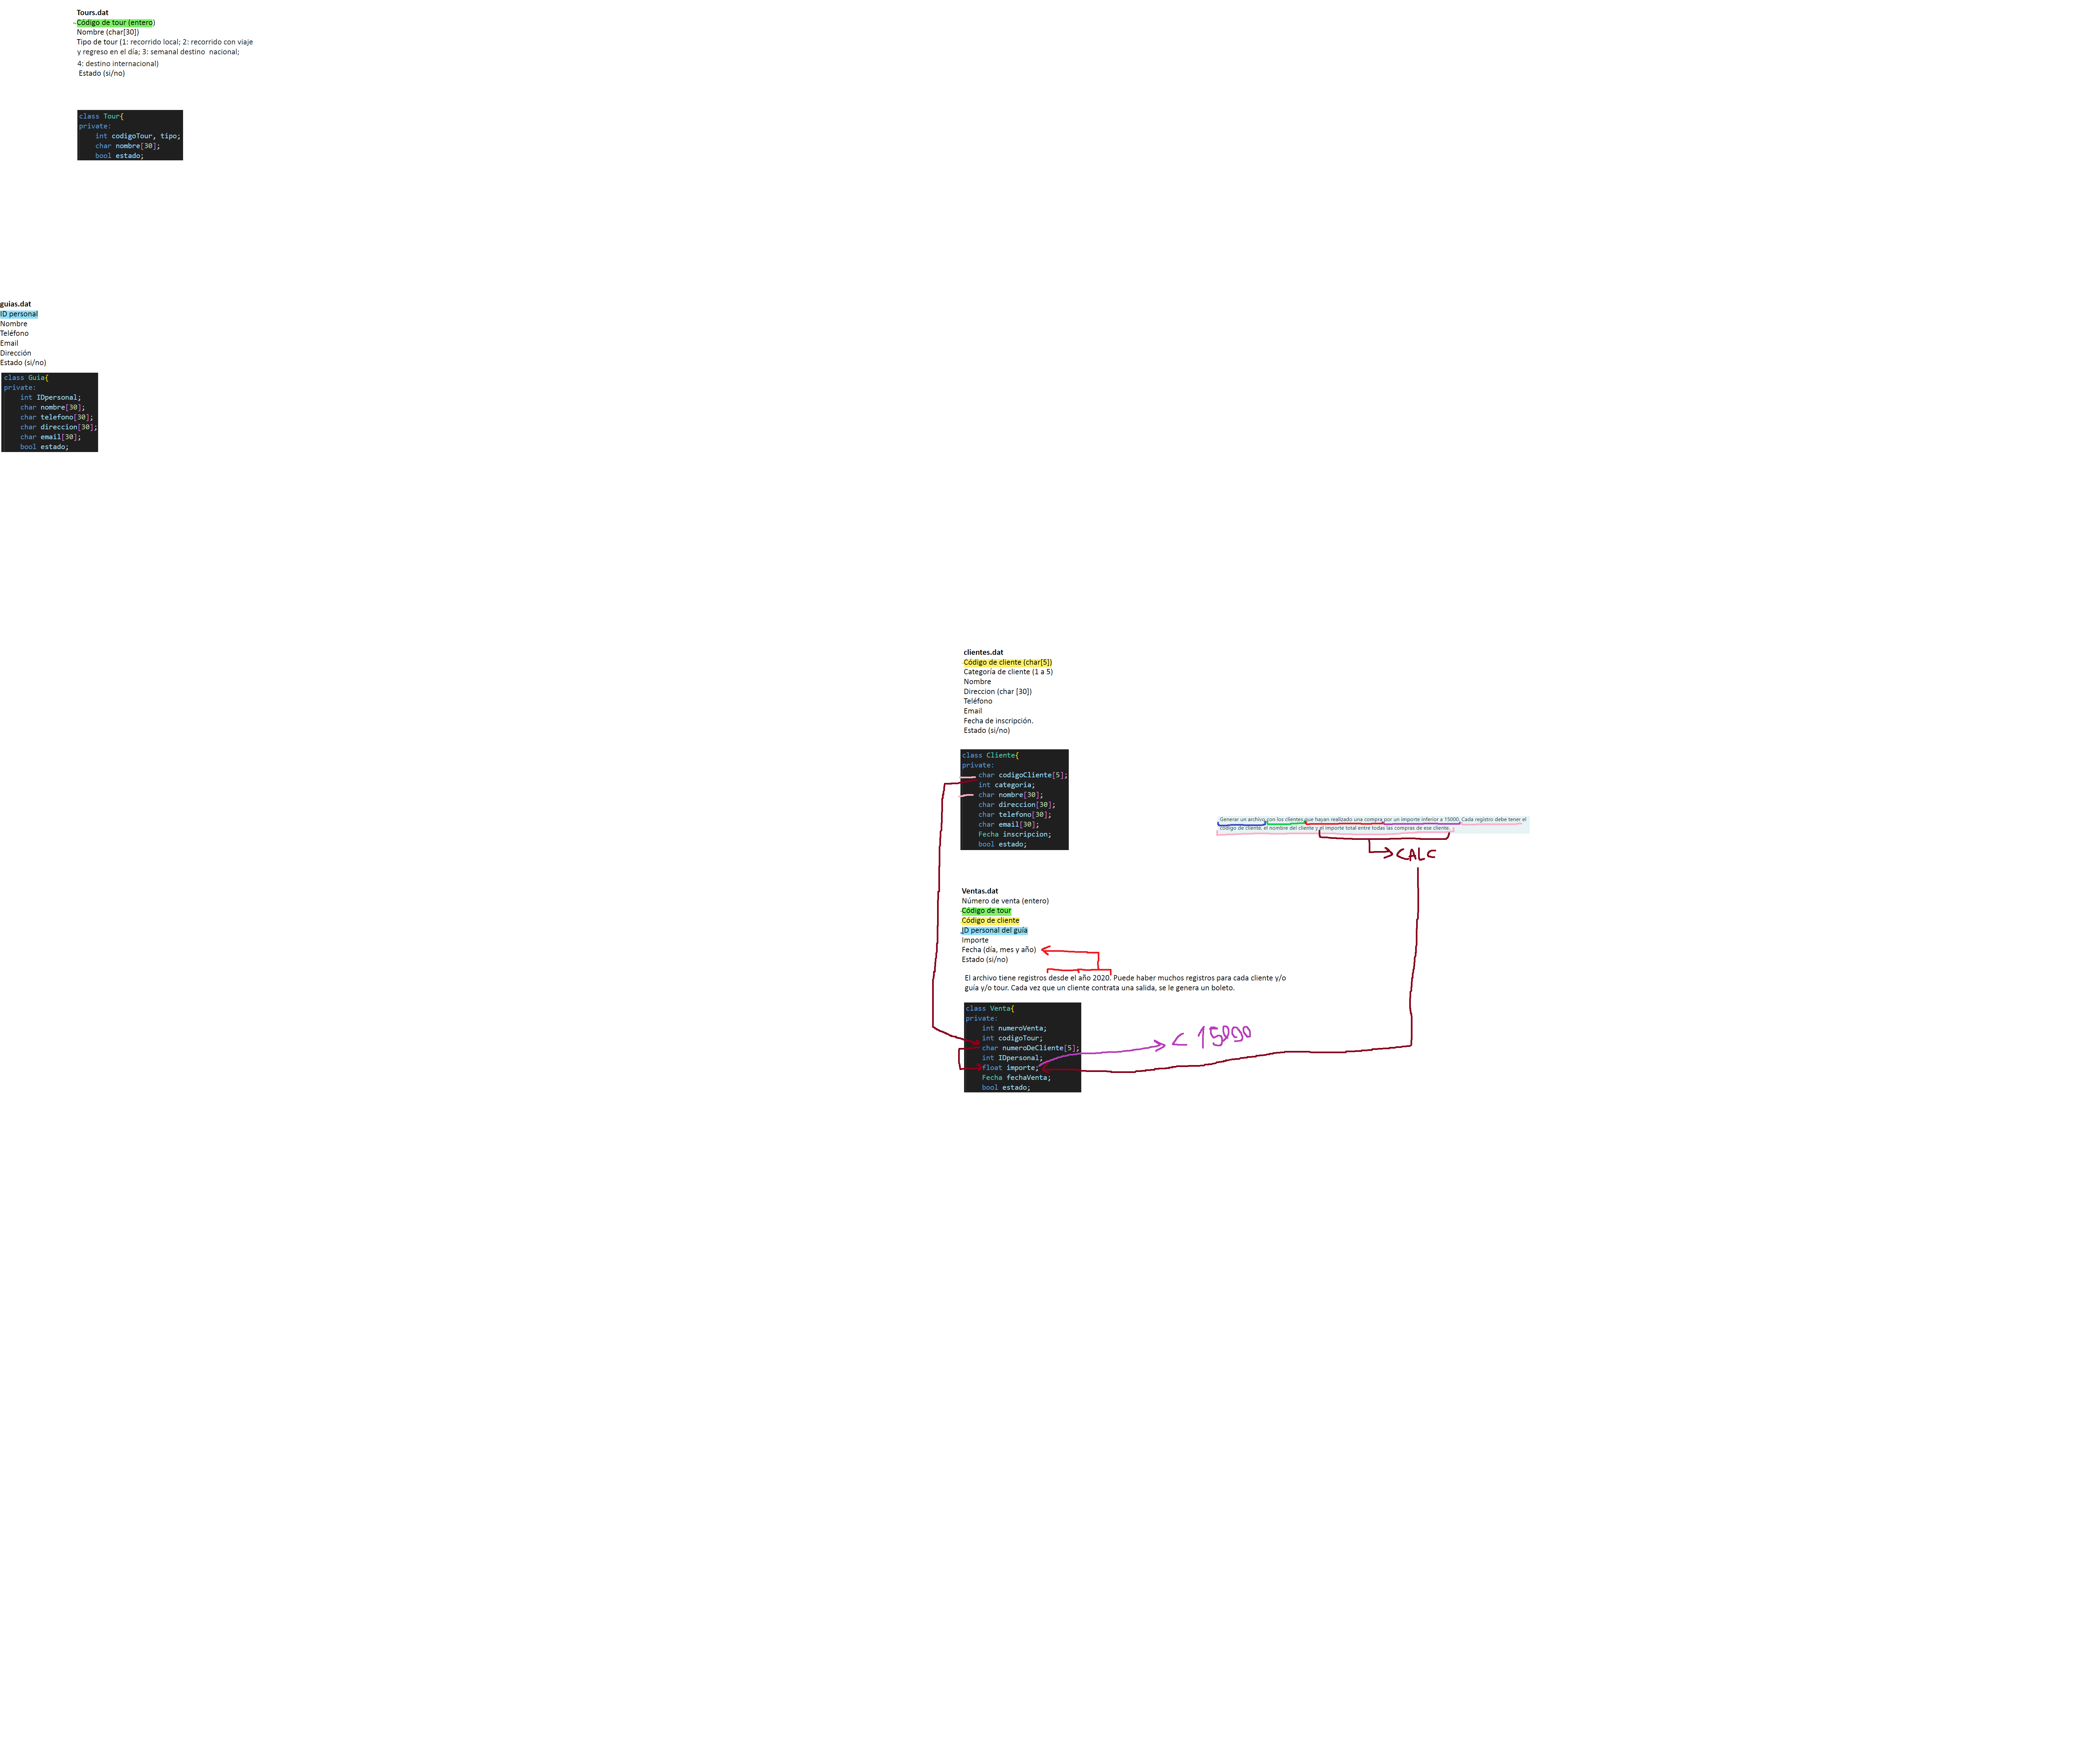 Tours.dat
Código de tour (entero)
Nombre (char[30])
Tipo de tour (1: recorrido local; 2: recorrido con viaje
y regreso en el día; 3: semanal destino nacional;
4: destino internacional)
Estado (si/no)
class Tour{
private:
int codigoTour, tipo;
char nombre[30];
bool estado;
guias.dat
ID personal
Nombre
Teléfono
Email
Dirección
Estado (si/no)
class Guia{
private:
int IDpersonal;
char nombre[30];
char telefono[30];
char direccion[30];
char email[30];
bool estado;
clientes.dat
Código de cliente (char[5])
Categoría de cliente (1 a 5)
Nombre
Direccion (char [30])
Teléfono
Email
Fecha de inscripción.
Estado (si/no)
class Cliente{
private:
char codigoCliente[5];
int categoria;
char nombre[30];
char direccion[30];
char telefono[30];
char email[30];
Fecha inscripcion;
bool estado;
Generar un archivo con los clientes que hayan realizado una compra por un importe inferior a 15000. Cada registro debe tener el
código de cliente, el nombre del cliente y el importe total entre todas las compras de ese cliente.
CALC
Ventas.dat
Número de venta (entero)
Código de tour
Código de cliente
ID personal del guía
Importe
Fecha (día, mes y año)
Estado (si/no)
El archivo tiene registros desde el año 2020. Puede haber muchos registros para cada cliente y/o
guía y/o tour. Cada vez que un cliente contrata una salida, se le genera un boleto.
class Venta{
private:
int numeroVenta;
int codigoTour;
char numeroDeCliente[5];
int IDpersonal;
float importe;
Fecha fechaVenta;
bool estado;
< 15000